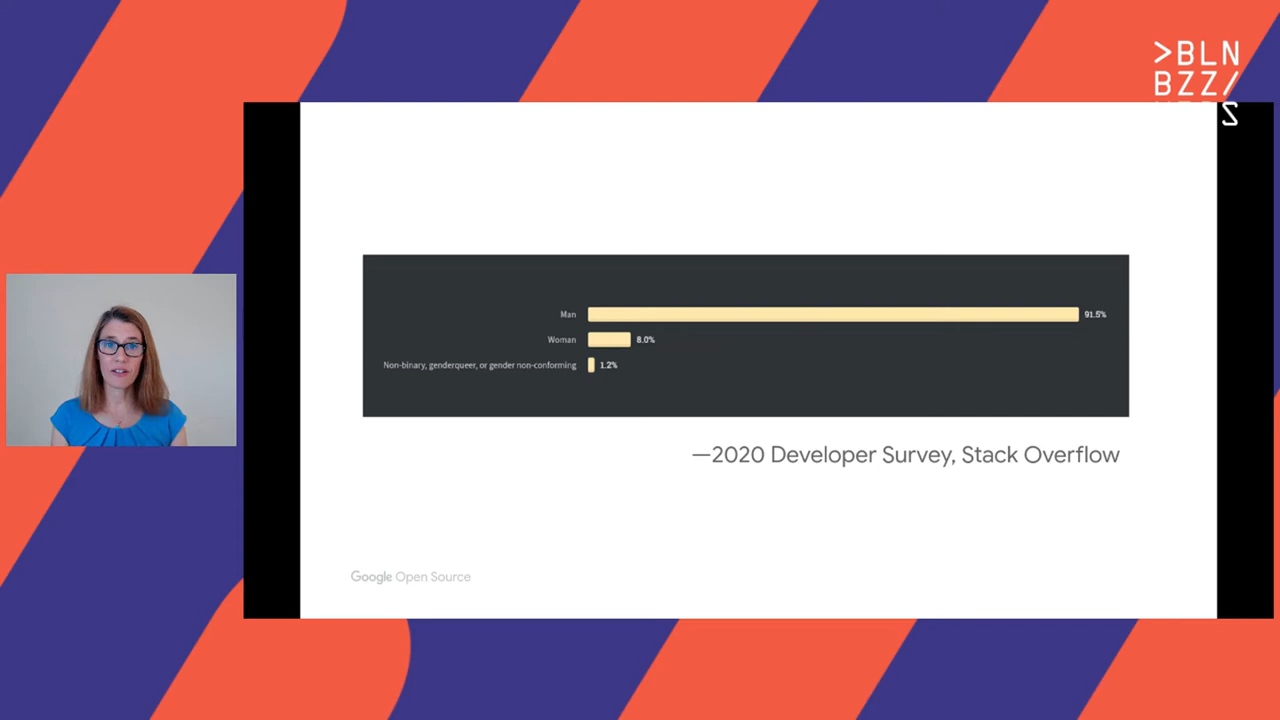 >BLN
BZZ/
Man 91.5%
Woman 8.0%
Non-binary, genderqueer, or gender non-conforming 1.2%
—2020 Developer Survey, Stack Overflow
Google Open Source